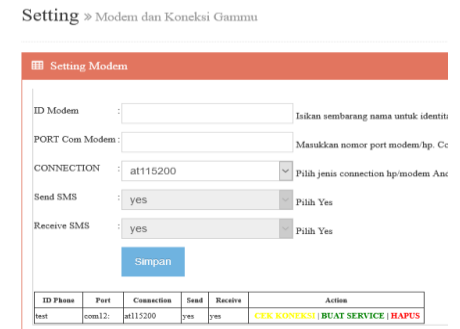 Setting » Modem dan Koneksi Gammu
Setting Modem
ID Modem :
Isikan sembarang nama untuk identita
PORT Com Modem :
Masukkan nomor port modem/hp. Co
CONNECTION : at115200
Pilih jenis connection hp/modem And
Send SMS : yes
Pilih Yes
Receive SMS : yes
Pilih Yes
Simpan
ID Phone Port Connection Send Receive Action
test com12: at115200 yes yes CEK KONEKSI | BUAT SERVICE | HAPUS